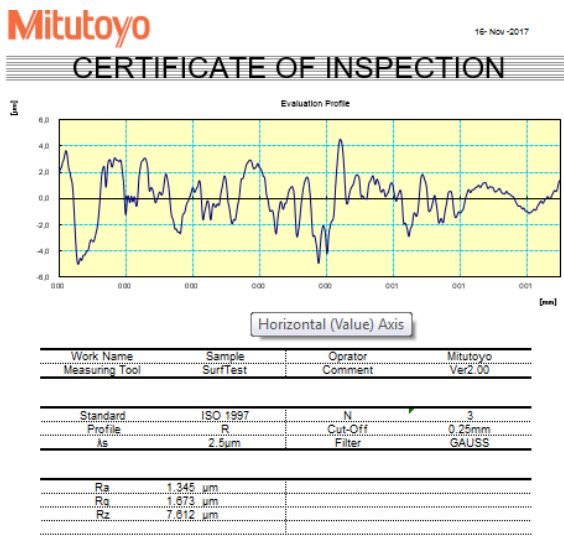 Mitutoyo
16- Nov -2017
CERTIFICATE OF INSPECTION
[μm]
Evaluation Profile
6,0
4,0
2,0
0,0
-2,0
-4,0
-6,0
0:00 0:00 0:00 0:00 0:00 0:01 0:01 0:01
[mm]
Horizontal (Value) Axis
Work Name Sample Oprator Mitutoyo
Measuring Tool SurfTest Comment Ver2.00
Standard ISO 1997 N 3
Profile R Cut-Off 0.25mm
λs 2.5μm Filter GAUSS
Ra 1.345 μm
Rq 1.673 μm
Rz 7.612 μm